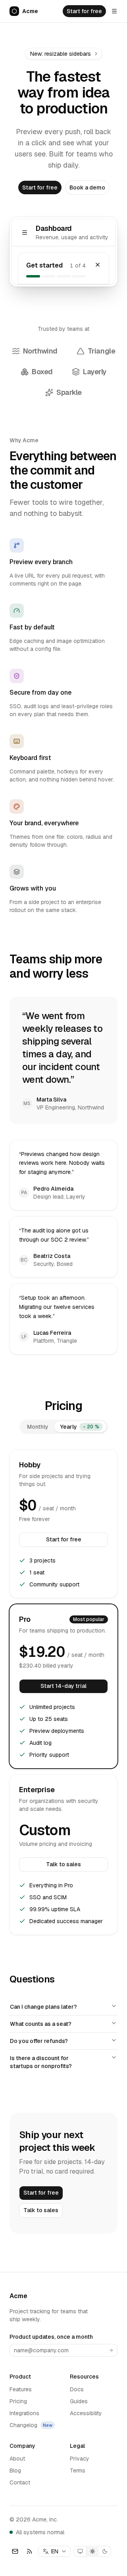 Acme
Start for free
New: resizable sidebars
The fastest
way from idea
to production
Preview every push, roll back
in a click and see what your
users see. Built for teams who
ship daily.
Start for free
Book a demo
Dashboard
Revenue, usage and activity
Get started
1 of 4
Trusted by teams at
Northwind
Triangle
Boxed
Layerly
Sparkle
Why Acme
Everything between
the commit and
the customer
Fewer tools to wire together,
and nothing to babysit.
Preview every branch
A live URL for every pull request, with
comments right on the page.
Fast by default
Edge caching and image optimization
without a config file.
Secure from day one
SSO, audit logs and least-privilege roles
on every plan that needs them.
Keyboard first
Command palette, hotkeys for every
action, and nothing hidden behind hover.
Your brand, everywhere
Themes from one file: colors, radius and
density follow through.
Grows with you
From a side project to an enterprise
rollout on the same stack.
Teams ship more
and worry less
“We went from
weekly releases to
shipping several
times a day, and
our incident count
went down.”
MS
Marta Silva
VP Engineering, Northwind
“Previews changed how design
reviews work here. Nobody waits
for staging anymore.”
PA
Pedro Almeida
Design lead, Layerly
“The audit log alone got us
through our SOC 2 review.”
BC
Beatriz Costa
Security, Boxed
“Setup took an afternoon.
Migrating our twelve services
took a week.”
LF
Lucas Ferreira
Platform, Triangle
Pricing
Monthly
Yearly
−20 %
Hobby
For side projects and trying
things out.
$0 / seat / month
Free forever
Start for free
3 projects
1 seat
Community support
Pro
Most popular
For teams shipping to production.
$19.20 / seat / month
$230.40 billed yearly
Start 14-day trial
Unlimited projects
Up to 25 seats
Preview deployments
Audit log
Priority support
Enterprise
For organizations with security
and scale needs.
Custom
Volume pricing and invoicing
Talk to sales
Everything in Pro
SSO and SCIM
99.99% uptime SLA
Dedicated success manager
Questions
Can I change plans later?
What counts as a seat?
Do you offer refunds?
Is there a discount for
startups or nonprofits?
Ship your next
project this week
Free for side projects. 14-day
Pro trial, no card required.
Start for free
Talk to sales
Acme
Project tracking for teams that
ship weekly.
Product updates, once a month
name@company.com
Product
Features
Pricing
Integrations
Changelog
New
Resources
Docs
Guides
Accessibility
Company
About
Blog
Contact
Legal
Privacy
Terms
© 2026 Acme, Inc.
All systems normal
EN